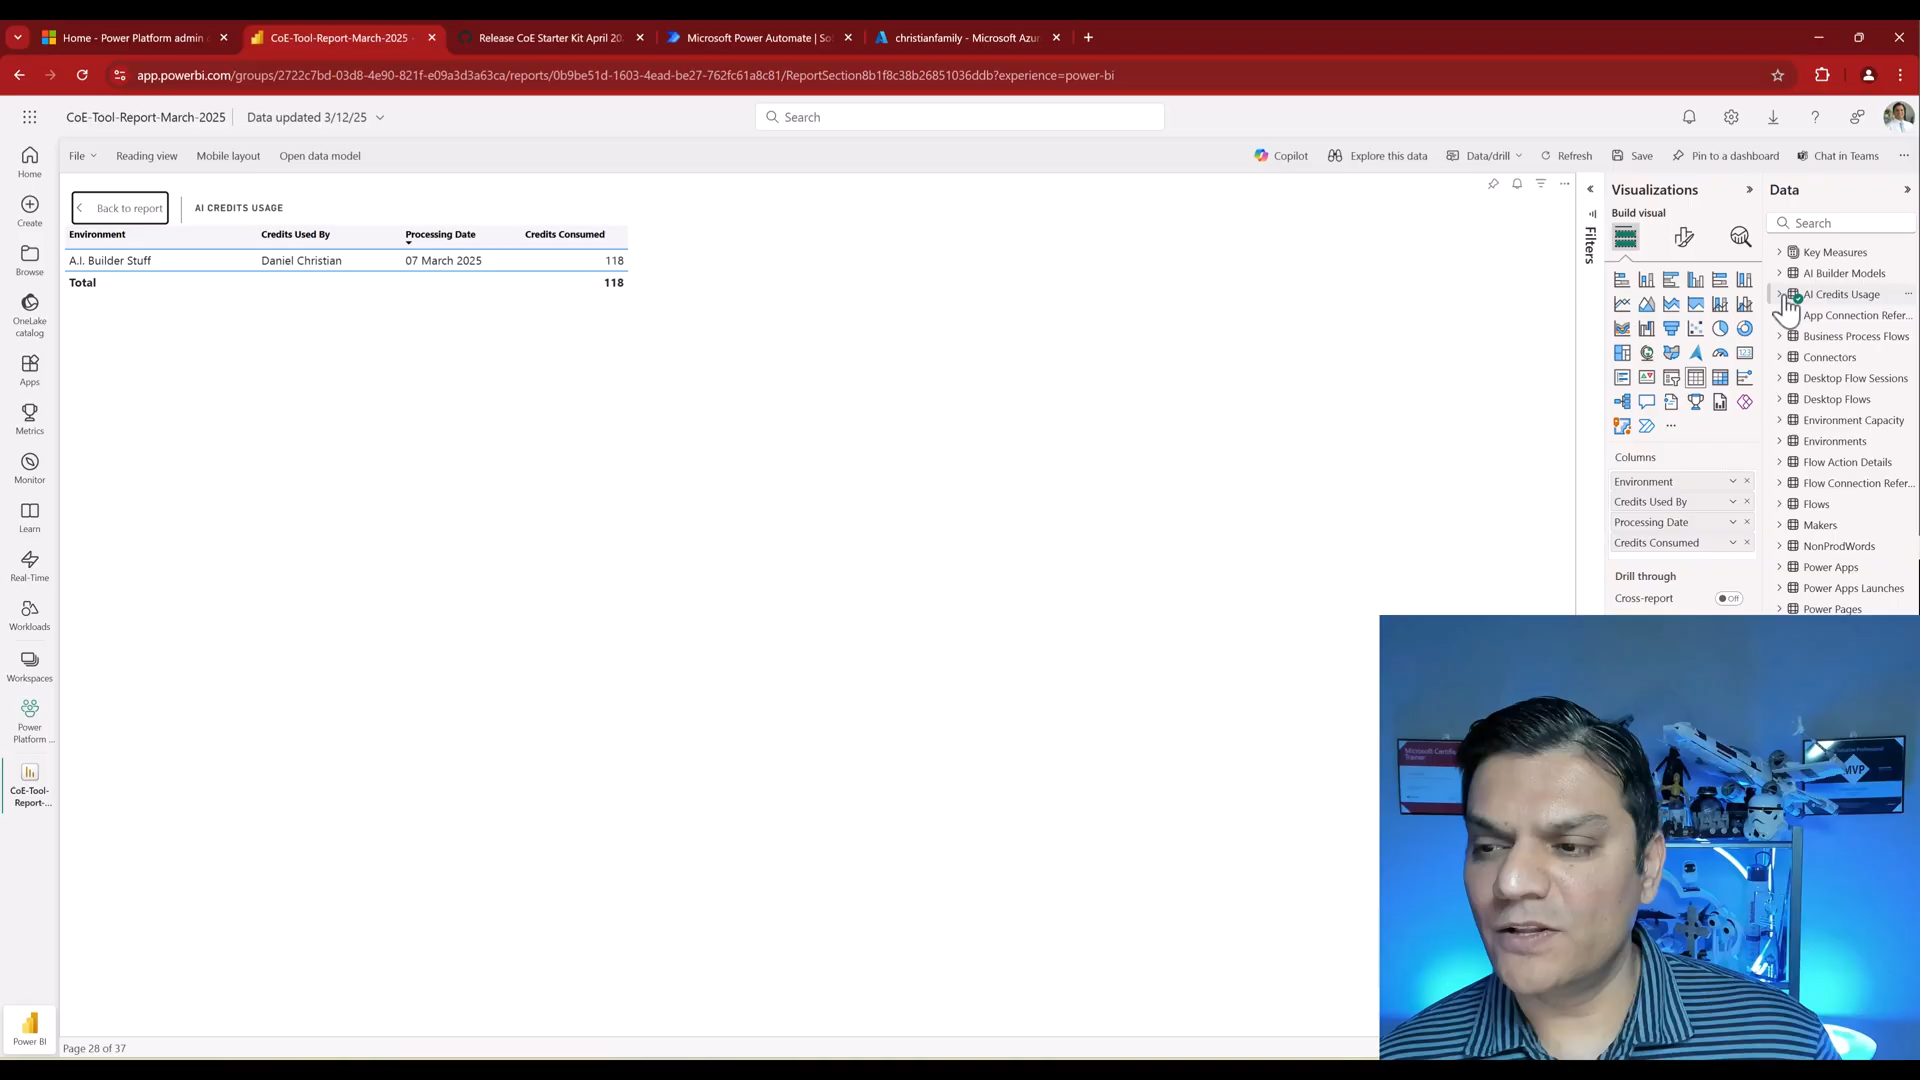 Home - Power Platform admin
CoE-Tool-Report-March-2025
Release CoE Starter Kit April 20
Microsoft Power Automate | So
christianfamily - Microsoft Azur
app.powerbi.com/groups/2722c7bd-03d8-4e90-821f-e09a3d3a63ca/reports/0b9be51d-1603-4ead-be27-762fc61a8c81/ReportSection8b1f8c38b26851036ddb?experience=power-bi
CoE-Tool-Report-March-2025
Data updated 3/12/25
Search
File
Reading view
Mobile layout
Open data model
Copilot
Explore this data
Data/drill
Refresh
Save
Pin to a dashboard
Chat in Teams
Home
Create
Browse
OneLake
catalog
Apps
Metrics
Monitor
Learn
Real-Time
Workloads
Workspaces
Power
Platform ...
CoE-Tool-
Report-...
Power BI
Back to report
AI CREDITS USAGE
Environment Credits Used By Processing Date Credits Consumed
A.I. Builder Stuff Daniel Christian 07 March 2025 118
Total 118
Page 28 of 37
Filters
Visualizations
Build visual
123
Columns
Environment
Credits Used By
Processing Date
Credits Consumed
Drill through
Cross-report
Off
Data
Search
Key Measures
AI Builder Models
AI Credits Usage
App Connection Refer...
Business Process Flows
Connectors
Desktop Flow Sessions
Desktop Flows
Environment Capacity
Environments
Flow Action Details
Flow Connection Refer...
Flows
Makers
NonProdWords
Power Apps
Power Apps Launches
Power Pages
Microsoft Certifie
Trainer
MVP